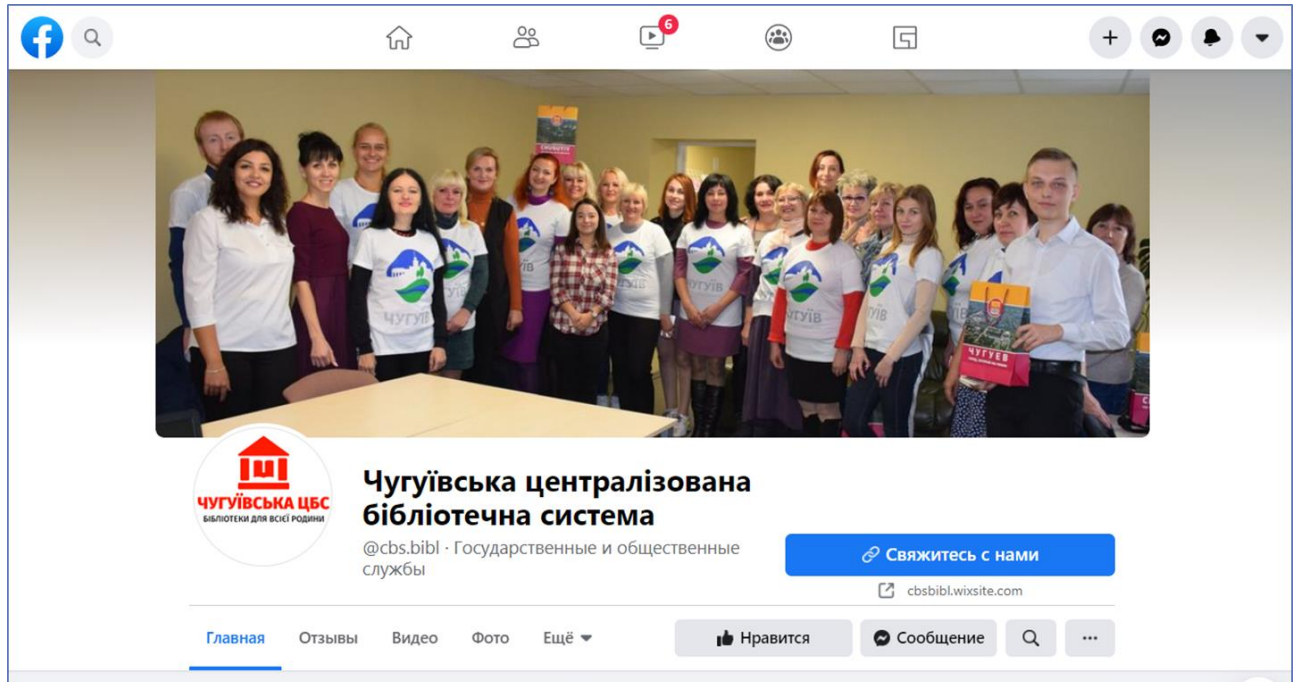 6
CHUHUIV
ЧУГУЇВ
ЧУГУЇВ
ЧУГУЇВ
ЧУГУЕВ
ЧУГУЇВСЬКА ЦБС
БІБЛІОТЕКИ ДЛЯ ВСІЄЇ РОДИНИ
Чугуївська централізована
бібліотечна система
@cbs.bibl · Государственные и общественные
службы
Свяжитесь с нами
cbsbibl.wixsite.com
Главная Отзывы Видео Фото Ещё
Нравится Сообщение